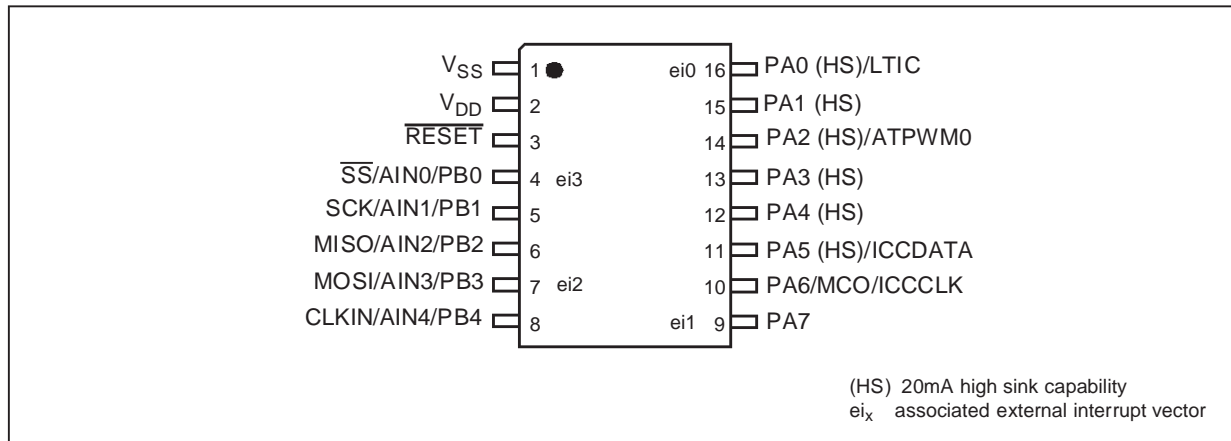 V_SS 1 ei0 16 PA0 (HS)/LTIC
V_DD 2 15 PA1 (HS)
RESET 3 14 PA2 (HS)/ATPWM0
SS/AIN0/PB0 4 ei3 13 PA3 (HS)
SCK/AIN1/PB1 5 12 PA4 (HS)
MISO/AIN2/PB2 6 11 PA5 (HS)/ICCDATA
MOSI/AIN3/PB3 7 ei2 10 PA6/MCO/ICCCLK
CLKIN/AIN4/PB4 8 ei1 9 PA7
(HS) 20mA high sink capability
ei_x associated external interrupt vector